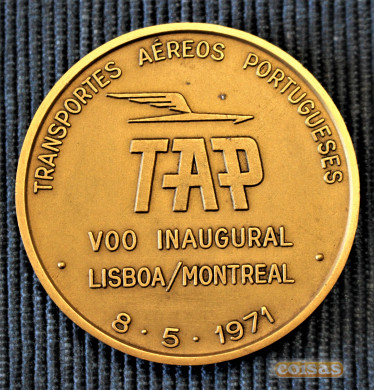 TRANSPORTES AÉREOS PORTUGUESES
TAP
VOO INAUGURAL
LISBOA/MONTREAL
8·5·1971
coisas